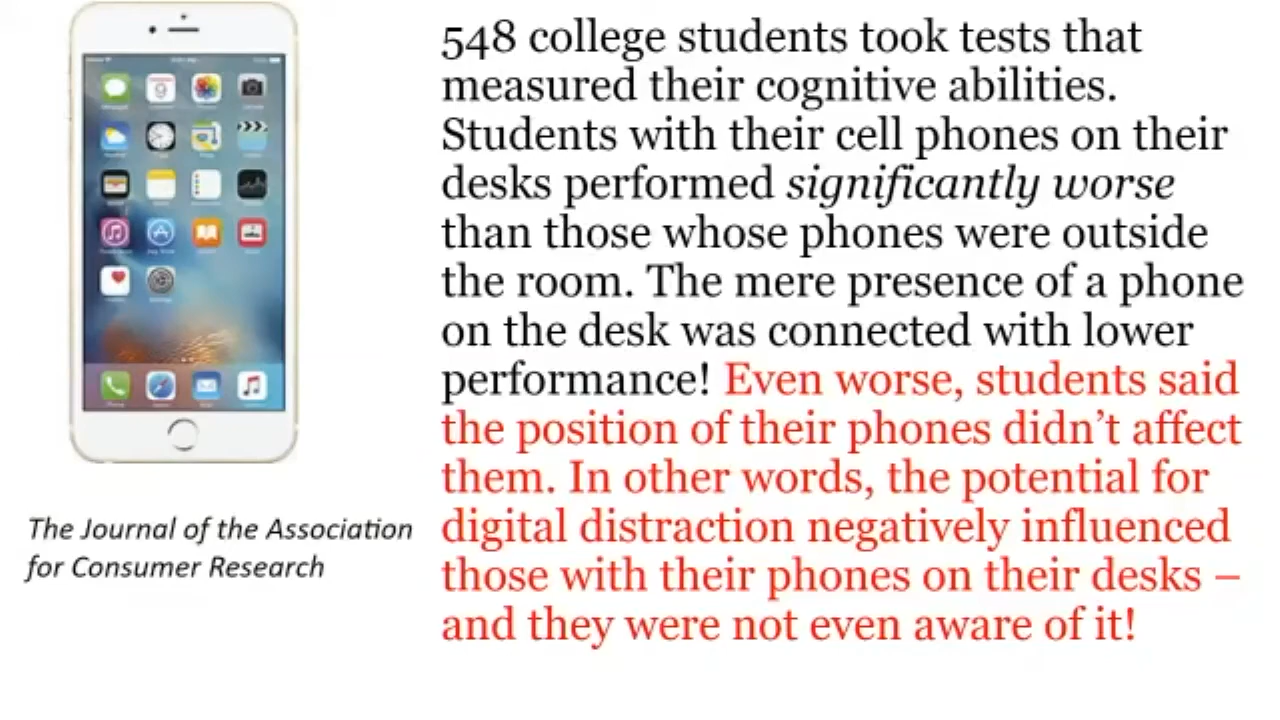 548 college students took tests that
measured their cognitive abilities.
Students with their cell phones on their
desks performed significantly worse
than those whose phones were outside
the room. The mere presence of a phone
on the desk was connected with lower
performance! Even worse, students said
the position of their phones didn’t affect
them. In other words, the potential for
digital distraction negatively influenced
those with their phones on their desks –
and they were not even aware of it!
The Journal of the Association
for Consumer Research